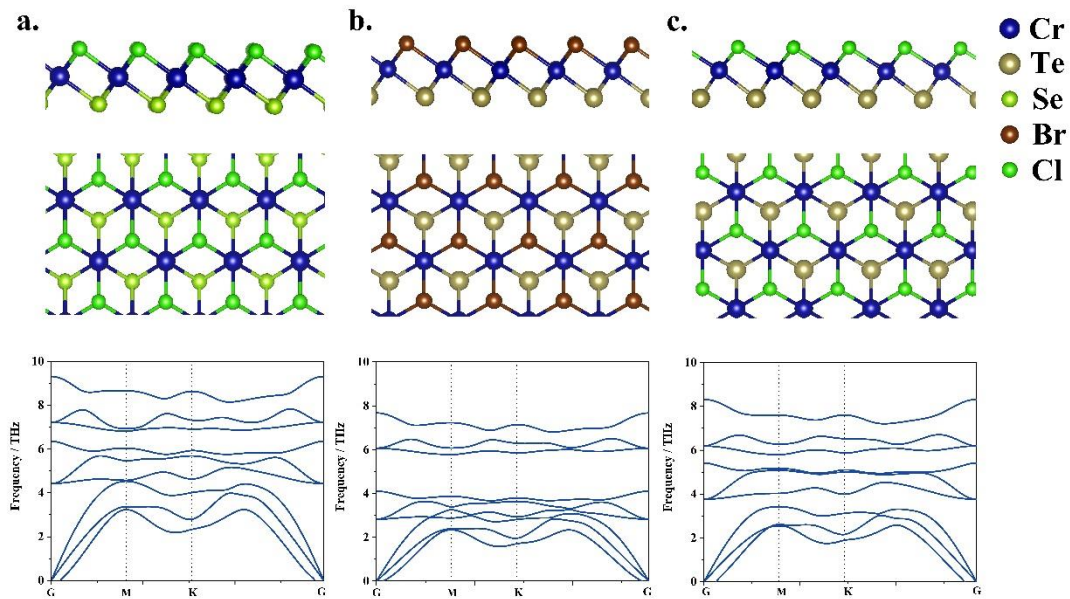 a.
b.
c.
Cr
Te
Se
Br
Cl
10
8
6
4
2
0
Frequency / THz
G M K G
10
8
6
4
2
0
Frequency / THz
G M K G
10
8
6
4
2
0
Frequency / THz
G M K G